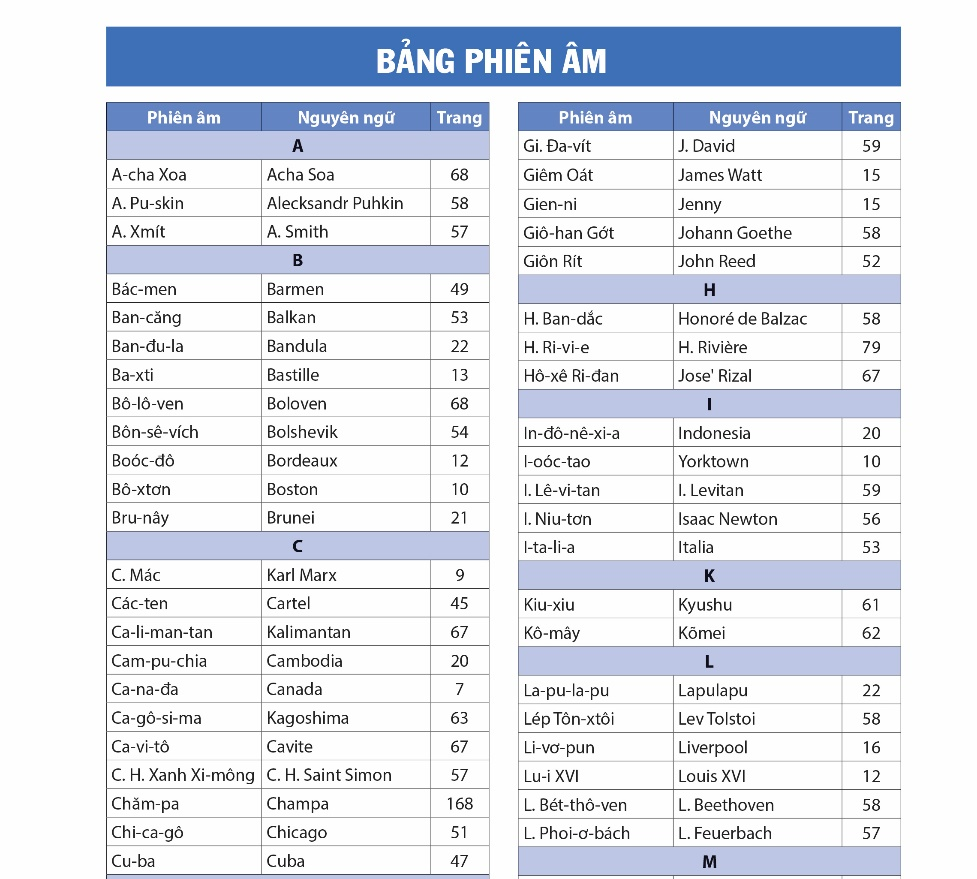 BẢNG PHIÊN ÂM
Phiên âm Nguyên ngữ Trang
A
A-cha Xoa Acha Soa 68
A. Pu-skin Alecksandr Puhkin 58
A. Xmít A. Smith 57
B
Bác-men Barmen 49
Ban-căng Balkan 53
Ban-đu-la Bandula 22
Ba-xti Bastille 13
Bô-lô-ven Boloven 68
Bôn-sê-vích Bolshevik 54
Boóc-đô Bordeaux 12
Bô-xtơn Boston 10
Bru-nây Brunei 21
C
C. Mác Karl Marx 9
Các-ten Cartel 45
Ca-li-man-tan Kalimantan 67
Cam-pu-chia Cambodia 20
Ca-na-đa Canada 7
Ca-gô-si-ma Kagoshima 63
Ca-vi-tô Cavite 67
C. H. Xanh Xi-mông C. H. Saint Simon 57
Chăm-pa Champa 168
Chi-ca-gô Chicago 51
Cu-ba Cuba 47
Phiên âm Nguyên ngữ Trang
Gi. Đa-vít J. David 59
Giêm Oát James Watt 15
Gien-ni Jenny 15
Giô-han Gớt Johann Goethe 58
Giôn Rít John Reed 52
H
H. Ban-dắc Honoré de Balzac 58
H. Ri-vi-e H. Rivière 79
Hô-xê Ri-đan Jose' Rizal 67
I
In-đô-nê-xi-a Indonesia 20
I-oóc-tao Yorktown 10
I. Lê-vi-tan I. Levitan 59
I. Niu-tơn Isaac Newton 56
I-ta-li-a Italia 53
K
Kiu-xiu Kyushu 61
Kô-mây Kõmei 62
L
La-pu-la-pu Lapulapu 22
Lép Tôn-xtôi Lev Tolstoi 58
Li-vơ-pun Liverpool 16
Lu-i XVI Louis XVI 12
L. Bét-thô-ven L. Beethoven 58
L. Phoi-ơ-bách L. Feuerbach 57
M